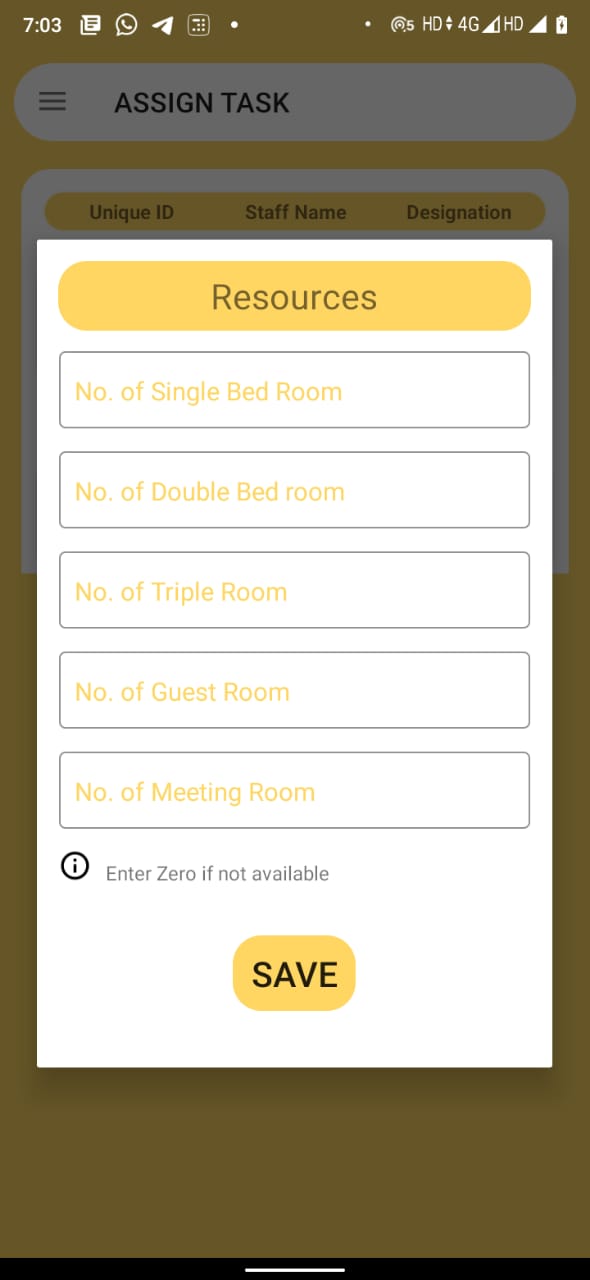 7:03
5 HD 4G HD
ASSIGN TASK
Unique ID Staff Name Designation
Resources
No. of Single Bed Room
No. of Double Bed room
No. of Triple Room
No. of Guest Room
No. of Meeting Room
Enter Zero if not available
SAVE